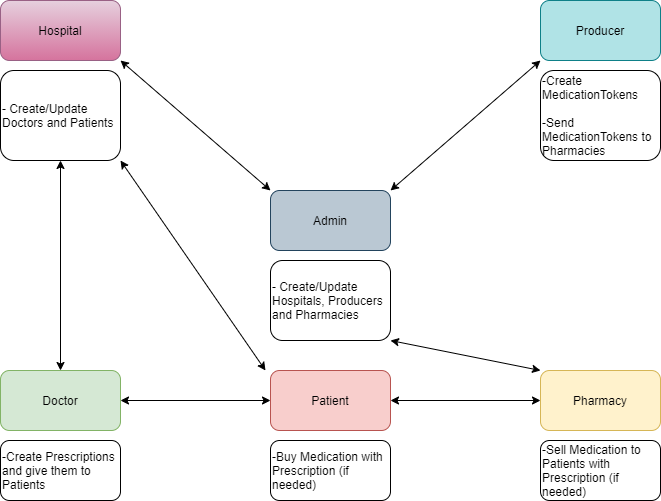 Hospital
Producer
- Create/Update
Doctors and Patients
-Create
MedicationTokens
-Send
MedicationTokens to
Pharmacies
Admin
- Create/Update
Hospitals, Producers
and Pharmacies
Doctor
Patient
Pharmacy
-Create Prescriptions
and give them to
Patients
-Buy Medication with
Prescription (if
needed)
-Sell Medication to
Patients with
Prescription (if
needed)